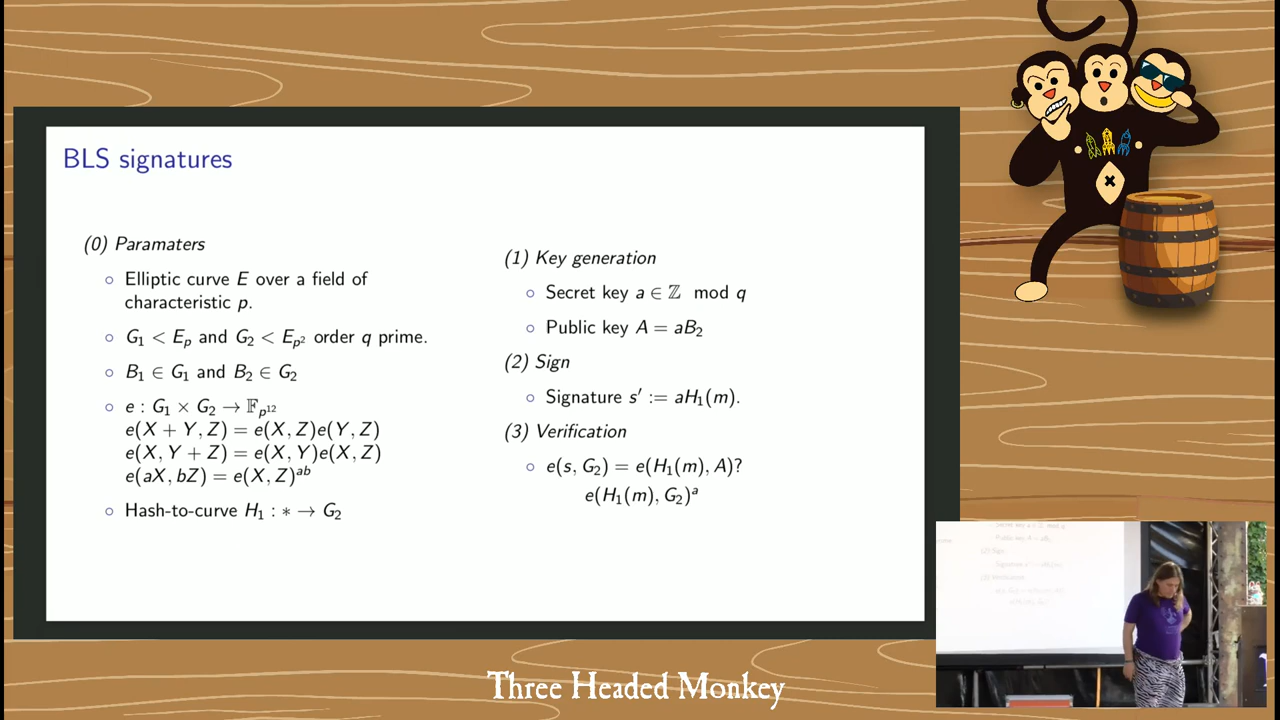 BLS signatures
(0) Paramaters
Elliptic curve E over a field of
characteristic p.
G₁ < Eₚ and G₂ < Eₚ² order q prime.
B₁ ∈ G₁ and B₂ ∈ G₂
e : G₁ × G₂ → 𝔽ₚ¹²
e(X + Y, Z) = e(X, Z)e(Y, Z)
e(X, Y + Z) = e(X, Y)e(X, Z)
e(aX, bZ) = e(X, Z)ᵃᵇ
Hash-to-curve H₁ : ∗ → G₂
(1) Key generation
Secret key a ∈ ℤ mod q
Public key A = aB₂
(2) Sign
Signature s′ := aH₁(m).
(3) Verification
e(s, G₂) = e(H₁(m), A)?
e(H₁(m), G₂)ᵃ
Three Headed Monkey